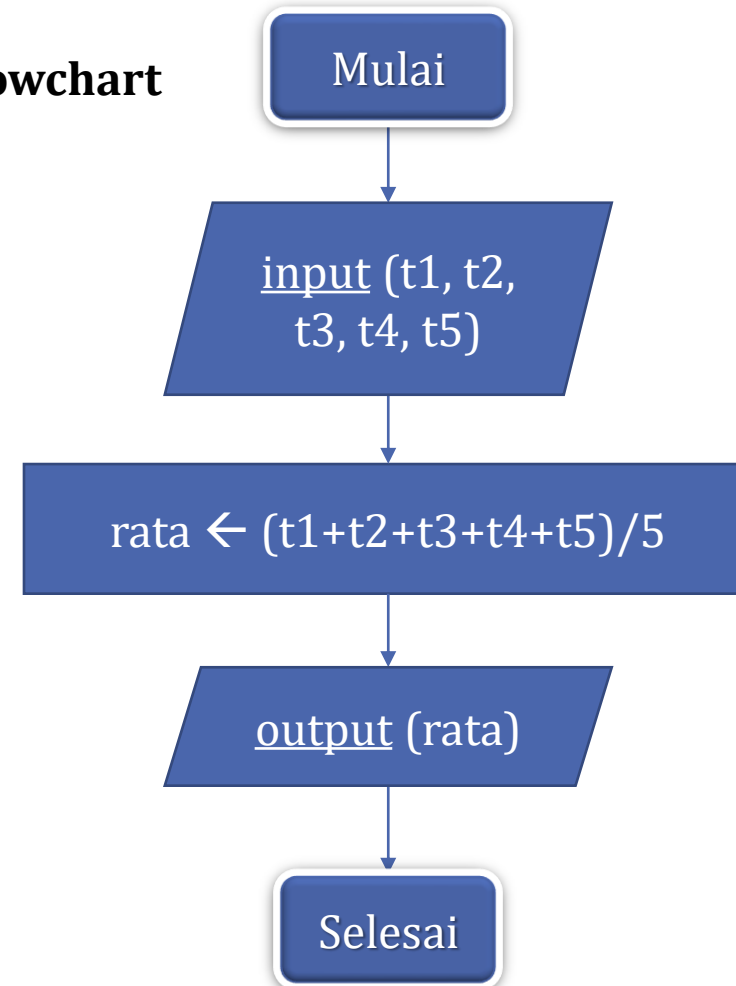 owchart
Mulai
input (t1, t2,
t3, t4, t5)
rata ← (t1+t2+t3+t4+t5)/5
output (rata)
Selesai